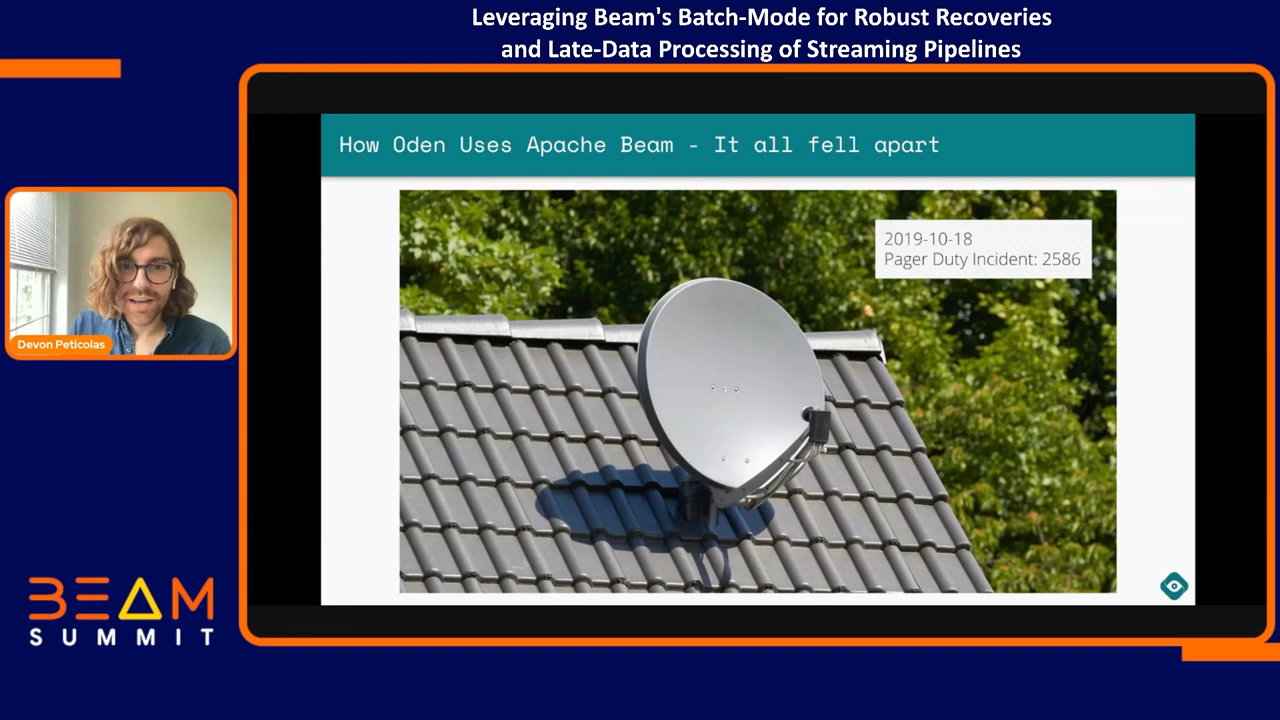 Leveraging Beam's Batch-Mode for Robust Recoveries
and Late-Data Processing of Streaming Pipelines
How Oden Uses Apache Beam - It all fell apart
2019-10-18
Pager Duty Incident: 2586
Devon Peticolas
BEAM
SUMMIT